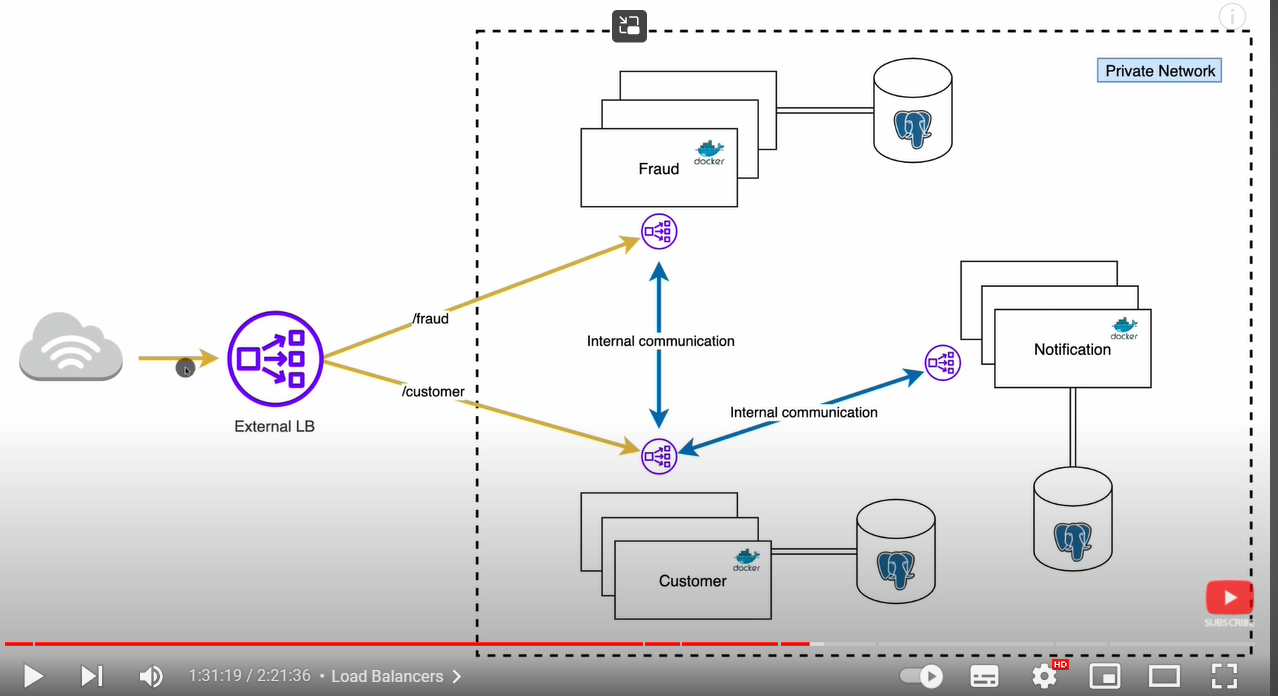 Private Network
docker
Fraud
/fraud
Internal communication
docker
Notification
/customer
Internal communication
External LB
docker
Customer
SUBSCRIBE
1:31:19 / 2:21:36 • Load Balancers
HD